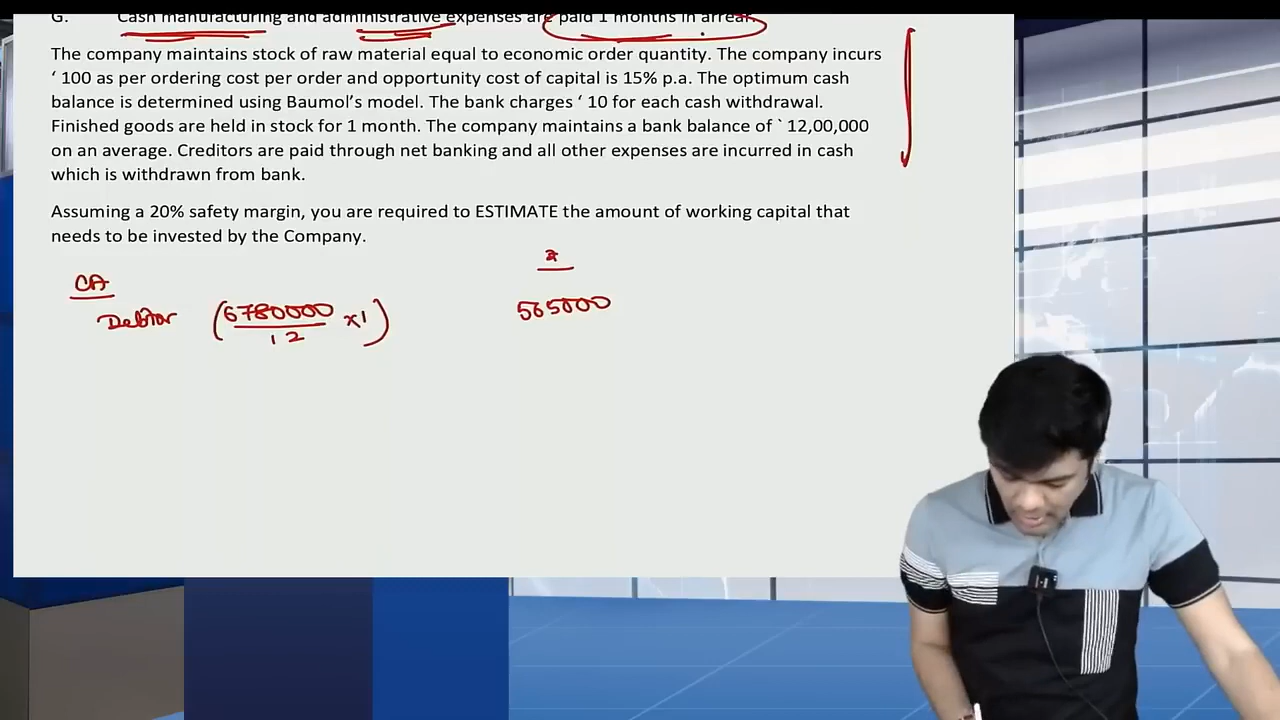 G. Cash manufacturing and administrative expenses are paid 1 months in arrear.
The company maintains stock of raw material equal to economic order quantity. The company incurs
‘ 100 as per ordering cost per order and opportunity cost of capital is 15% p.a. The optimum cash
balance is determined using Baumol’s model. The bank charges ‘ 10 for each cash withdrawal.
Finished goods are held in stock for 1 month. The company maintains a bank balance of ` 12,00,000
on an average. Creditors are paid through net banking and all other expenses are incurred in cash
which is withdrawn from bank.
Assuming a 20% safety margin, you are required to ESTIMATE the amount of working capital that
needs to be invested by the Company.
CA
Debtor (6780000/12 x1) 565000